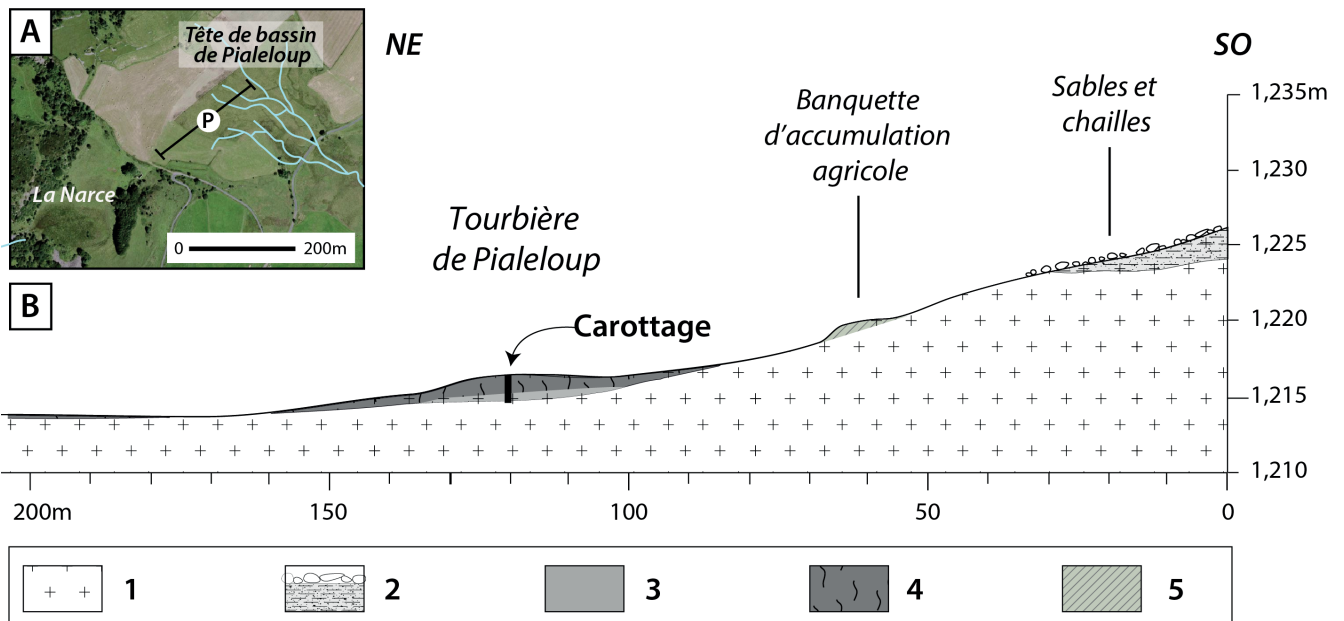 A
Tête de bassin
de Pialeloup
P
La Narce
0 200m
NE
SO
B
Tourbière
de Pialeloup
Carottage
Banquette
d'accumulation
agricole
Sables et
chailles
1,235m
1,230
1,225
1,220
1,215
1,210
200m 150 100 50 0
1 2 3 4 5